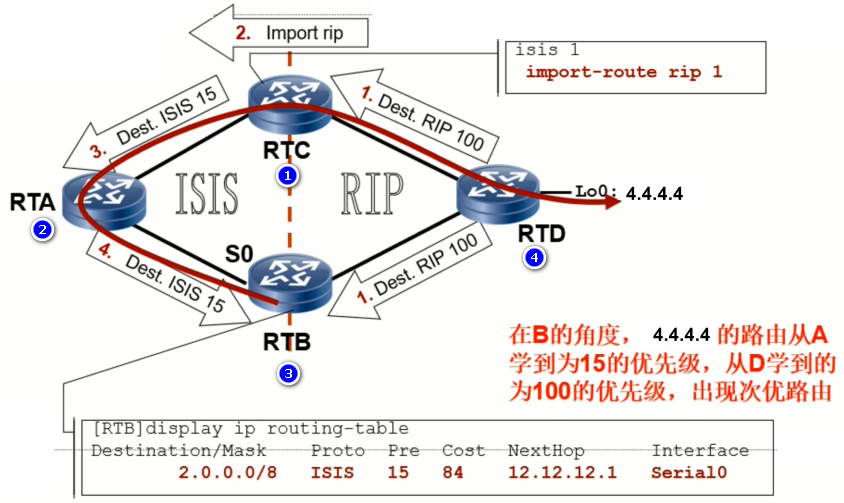 2. Import rip
isis 1
import-route rip 1
3. Dest. ISIS 15
1. Dest. RIP 100
RTC
1
ISIS
RIP
RTA
2
Lo0: 4.4.4.4
RTD
4
S0
4. Dest. ISIS 15
1. Dest. RIP 100
RTB
3
在B的角度， 4.4.4.4 的路由从A
学到为15的优先级，从D学到的
为100的优先级，出现次优路由
[RTB]display ip routing-table
Destination/Mask Proto Pre Cost NextHop Interface
2.0.0.0/8 ISIS 15 84 12.12.12.1 Serial0